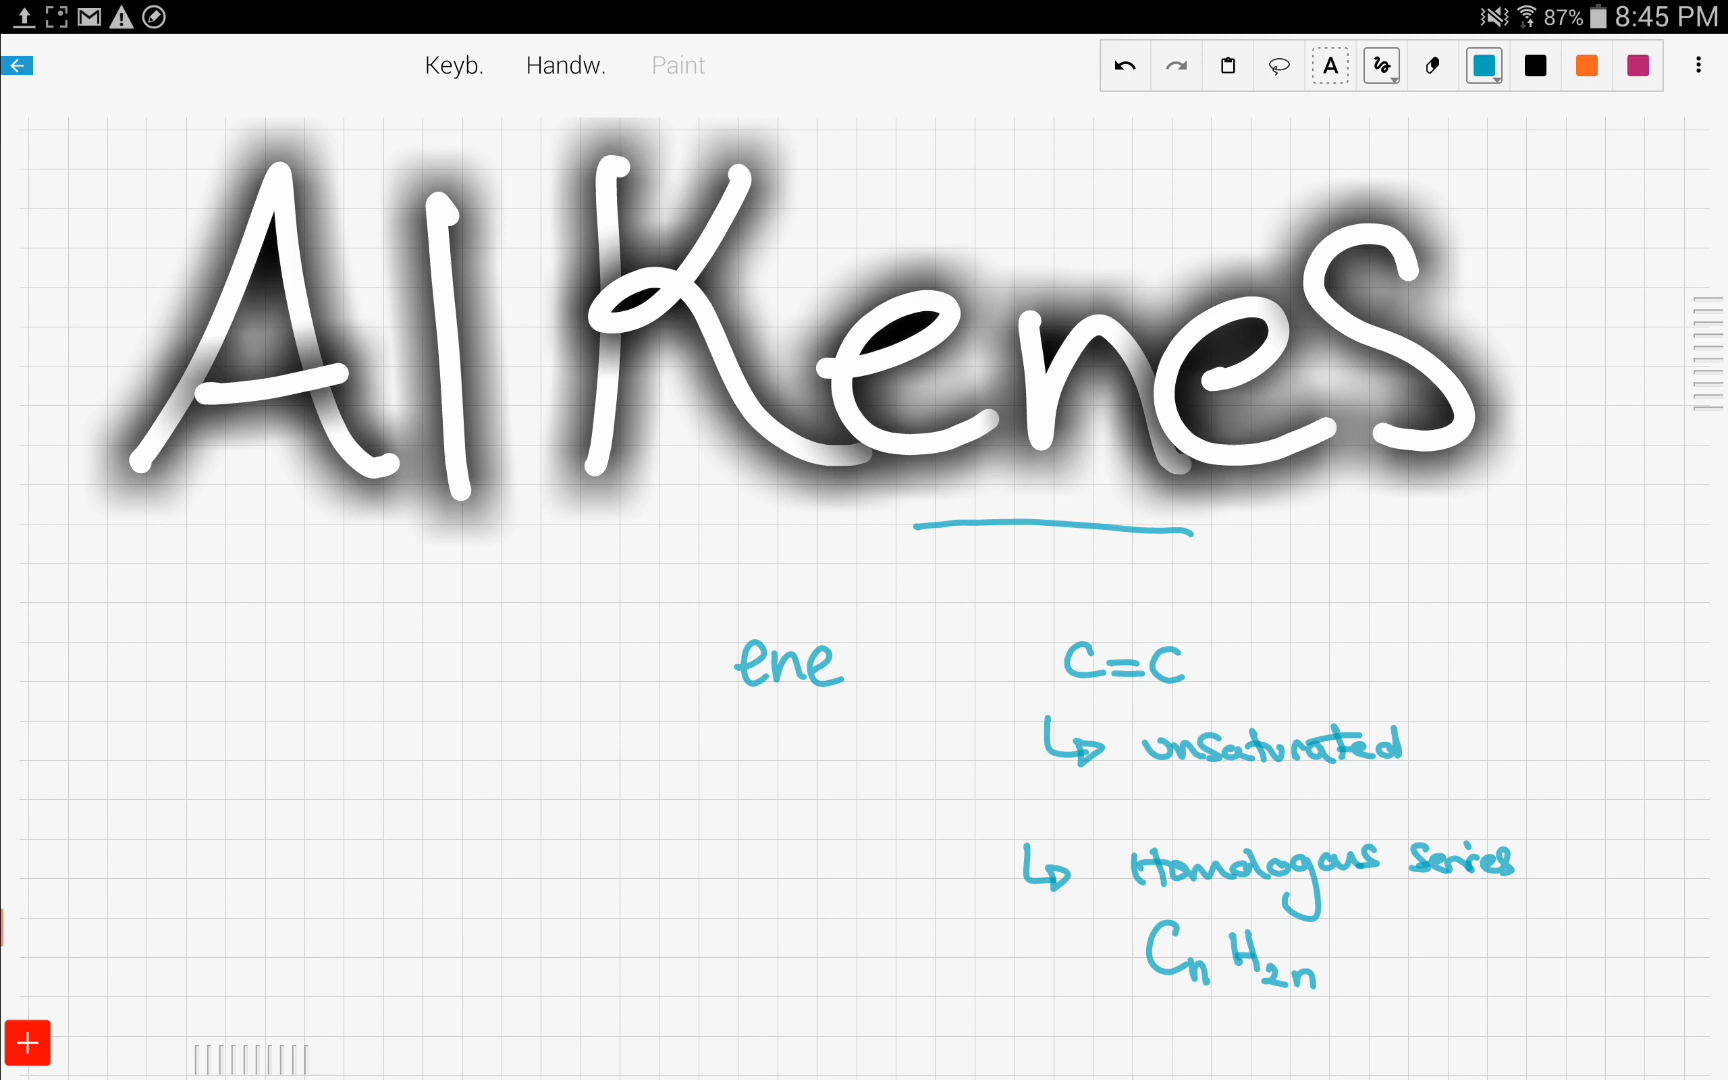 87% 8:45 PM
Keyb. Handw. Paint A
Alkenes
ene C=C
↳ unsaturated
↳ Homologous series
CnH2n